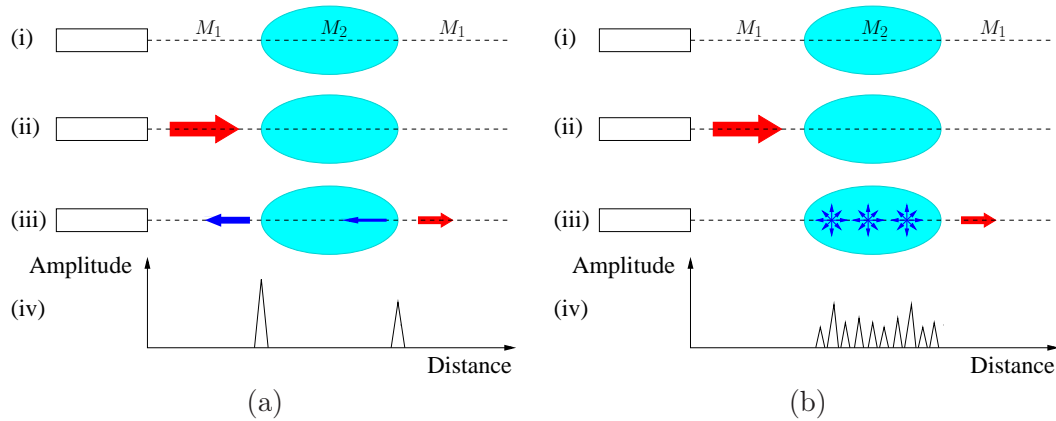 (i) M₁ M₂ M₁
(ii)
(iii)
Amplitude
(iv)
Distance
(a)
(i) M₁ M₂ M₁
(ii)
(iii)
Amplitude
(iv)
Distance
(b)